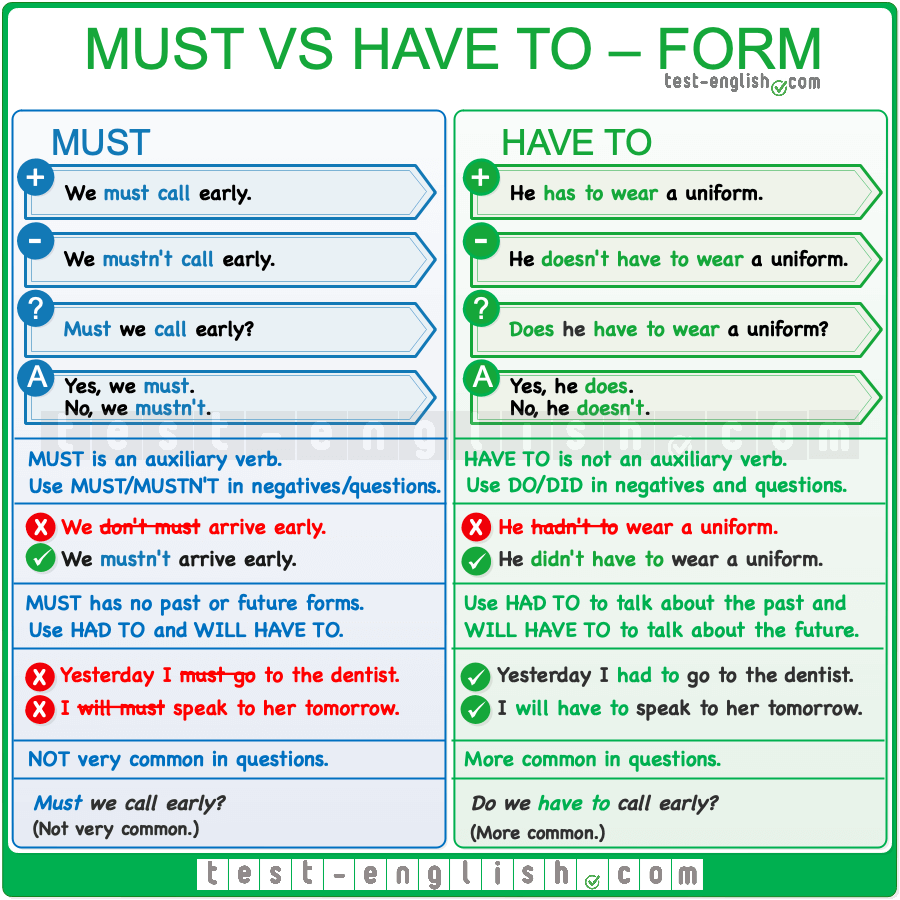 MUST VS HAVE TO – FORM
test-english.com
MUST
+
We must call early.
-
We mustn't call early.
?
Must we call early?
A
Yes, we must.
No, we mustn't.
MUST is an auxiliary verb.
Use MUST/MUSTN'T in negatives/questions.
X We don't must arrive early.
✓ We mustn't arrive early.
MUST has no past or future forms.
Use HAD TO and WILL HAVE TO.
X Yesterday I must go to the dentist.
X I will must speak to her tomorrow.
NOT very common in questions.
Must we call early?
(Not very common.)
HAVE TO
+
He has to wear a uniform.
-
He doesn't have to wear a uniform.
?
Does he have to wear a uniform?
A
Yes, he does.
No, he doesn't.
HAVE TO is not an auxiliary verb.
Use DO/DID in negatives and questions.
X He hadn't to wear a uniform.
✓ He didn't have to wear a uniform.
Use HAD TO to talk about the past and
WILL HAVE TO to talk about the future.
✓ Yesterday I had to go to the dentist.
✓ I will have to speak to her tomorrow.
More common in questions.
Do we have to call early?
(More common.)
test-english.com
test-english.com